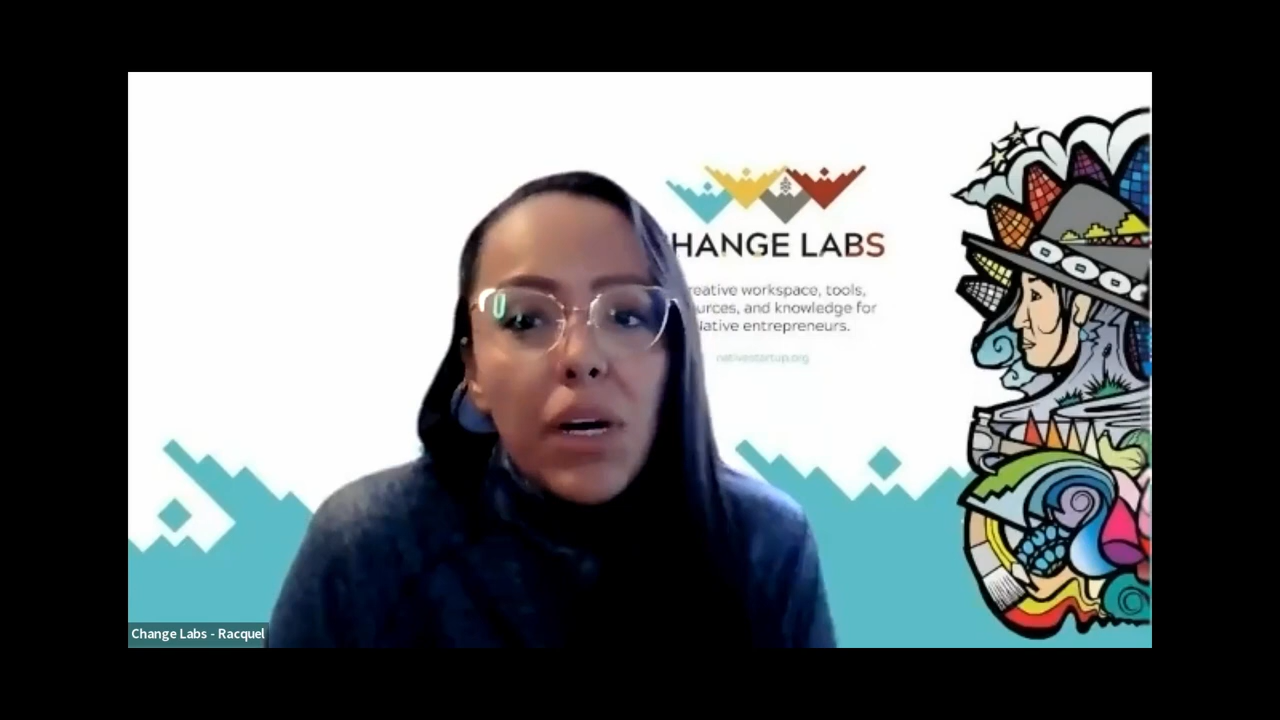 HANGE LABS
reative workspace, tools,
urces, and knowledge for
Native entrepreneurs.
nativestartup.org
Change Labs - Racquel